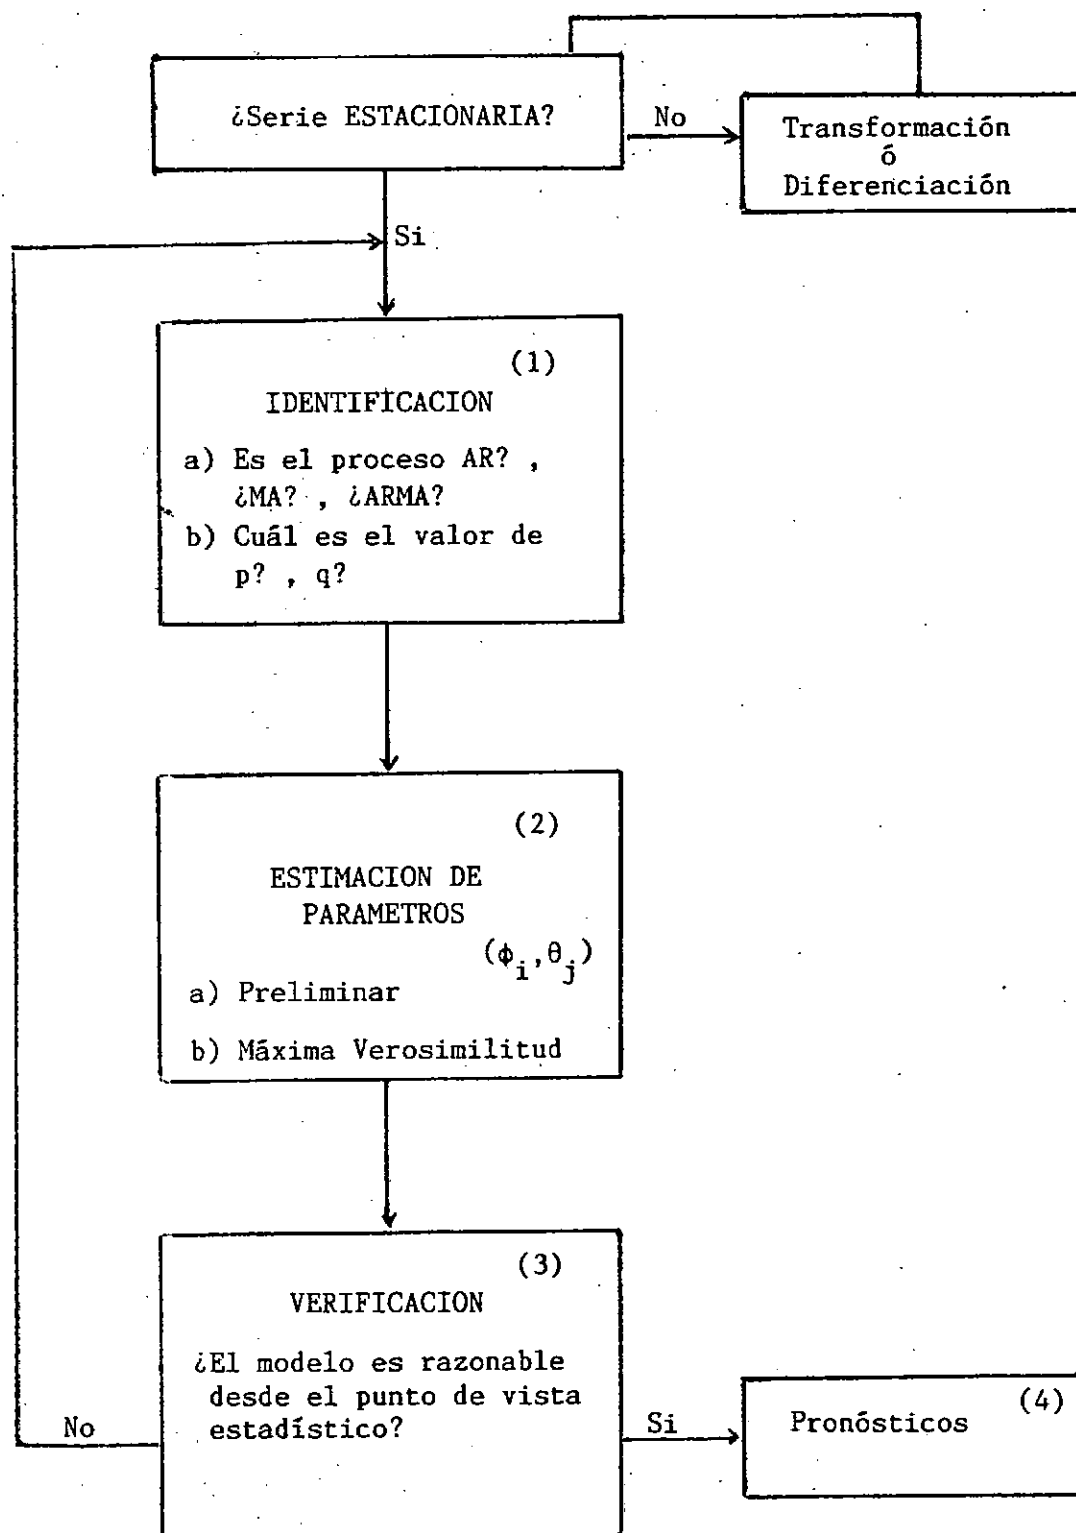 ¿Serie ESTACIONARIA?
No
Transformación
ó
Diferenciación
Si
(1)
IDENTIFICACION
a) Es el proceso AR? ,
¿MA? , ¿ARMA?
b) Cuál es el valor de
p? , q?
(2)
ESTIMACION DE
PARAMETROS
(ϕi,θj)
a) Preliminar
b) Máxima Verosimilitud
(3)
VERIFICACION
¿El modelo es razonable
desde el punto de vista
estadístico?
No
Si
(4)
Pronósticos